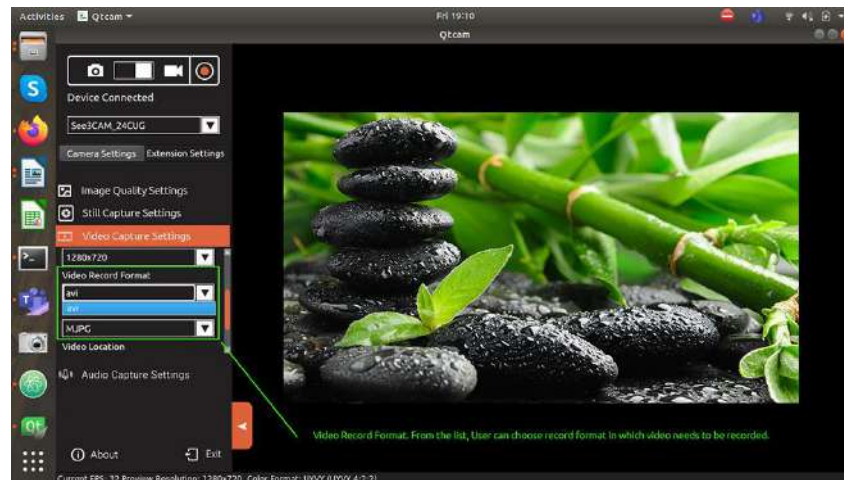 Activities
Qtcam
Fri 19:10
Qtcam
Device Connected
See3CAM_24CUG
Camera Settings Extension Settings
Image Quality Settings
Still Capture Settings
Video Capture Settings
1280x720
Video Record Format
avi
avi
MJPG
Video Location
Audio Capture Settings
Video Record Format. From the list, User can choose record format in which video needs to be recorded.
About
Exit
Current FPS: 32 Preview Resolution: 1280x720 Color Format: UYVY (UYVY 4:2:2)